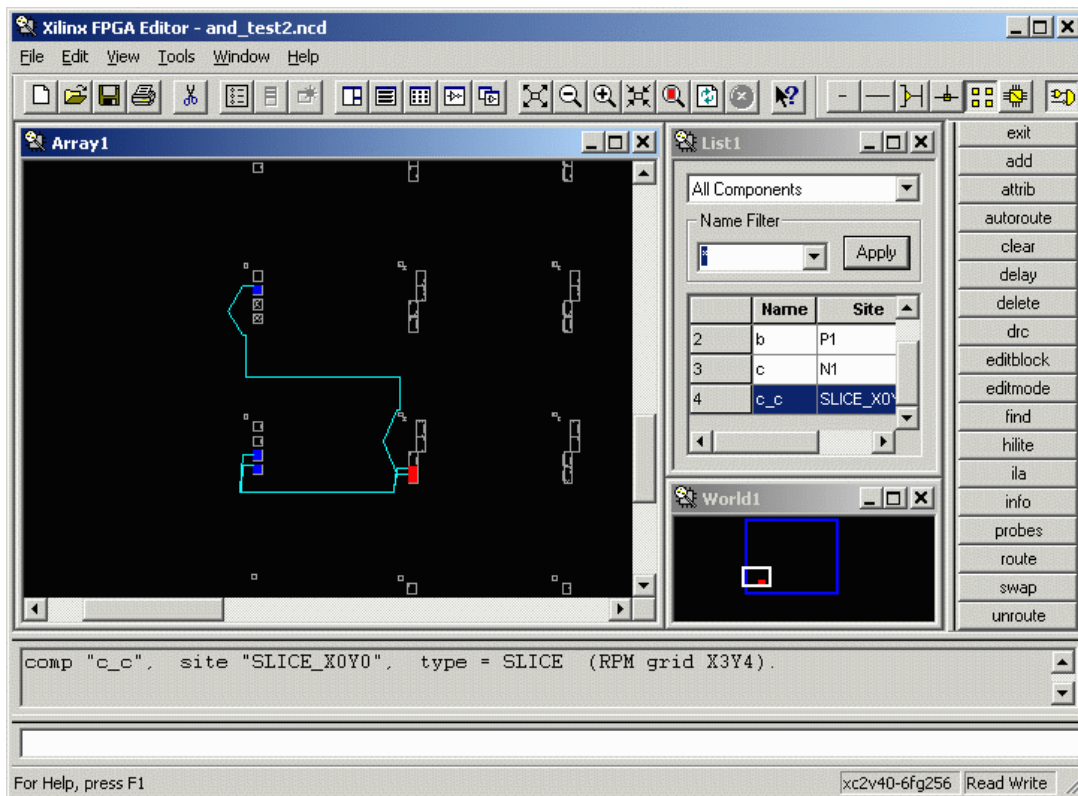 Xilinx FPGA Editor - and_test2.ncd
File Edit View Tools Window Help
Array1
List1
All Components
Name Filter
*
Apply
Name Site
2 b P1
3 c N1
4 c_c SLICE_X0Y
World1
exit
add
attrib
autoroute
clear
delay
delete
drc
editblock
editmode
find
hilite
ila
info
probes
route
swap
unroute
comp "c_c", site "SLICE_X0Y0", type = SLICE (RPM grid X3Y4).
For Help, press F1
xc2v40-6fg256 Read Write